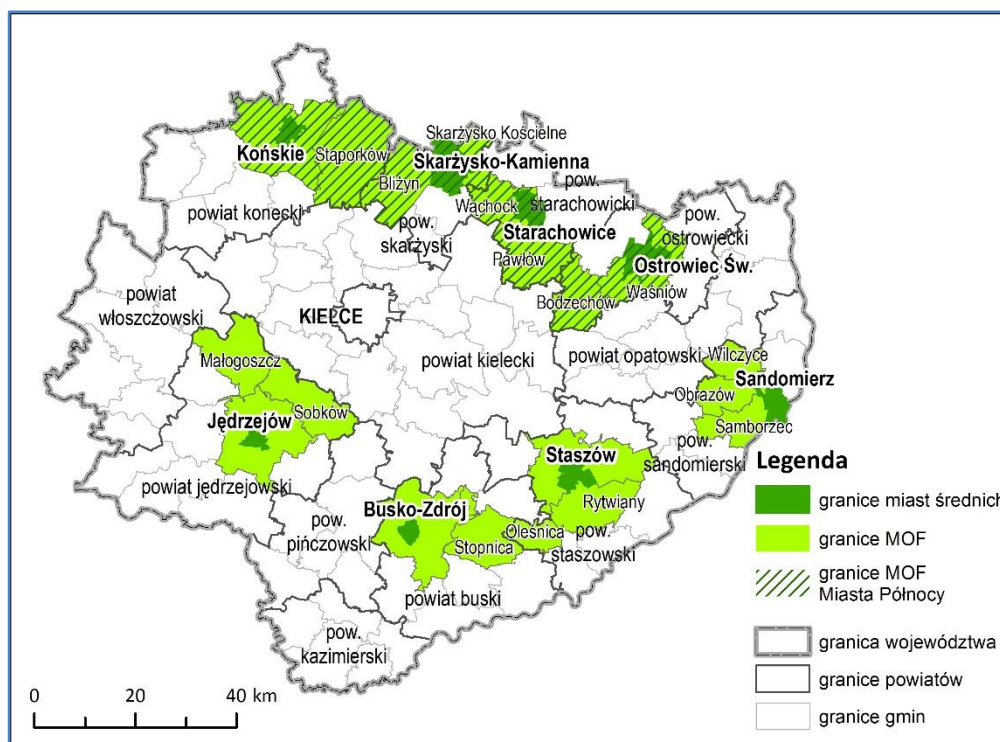 Skarżysko Kościelne
Końskie
Stąporków
Skarżysko-Kamienna
Bliżyn
pow.
starachowicki
Wąchock
powiat konecki
pow.
skarżyski
Starachowice
pow.
ostrowiecki
Pawłów
Ostrowiec Św.
Bodzechów
Waśniów
powiat
włoszczowski
KIELCE
powiat kielecki
powiat opatowski
Wilczyce
Małogoszcz
Sandomierz
Obrazów
Sobków
Samborzec
Jędrzejów
Staszów
pow.
sandomierski
powiat jędrzejowski
Rytwiany
Busko-Zdrój
pow.
pińczowski
Oleśnica
Stopnica
pow.
staszowski
powiat buski
pow.
kazimierski
Legenda
granice miast średnich
granice MOF
granice MOF
Miasta Północy
granica województwa
granice powiatów
granice gmin
0 20 40 km